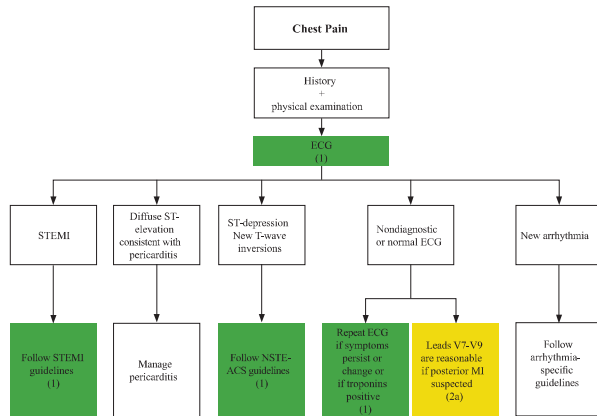 Chest Pain
History
+
physical examination
ECG
(1)
STEMI
Diffuse ST-
elevation
consistent with
pericarditis
ST-depression
New T-wave
inversions
Nondiagnostic
or normal ECG
New arrhythmia
Follow STEMI
guidelines
(1)
Manage
pericarditis
Follow NSTE-
ACS guidelines
(1)
Repeat ECG
if symptoms
persist or
change or
if troponins
positive
(1)
Leads V7-V9
are reasonable
if posterior MI
suspected
(2a)
Follow
arrhythmia-
specific
guidelines